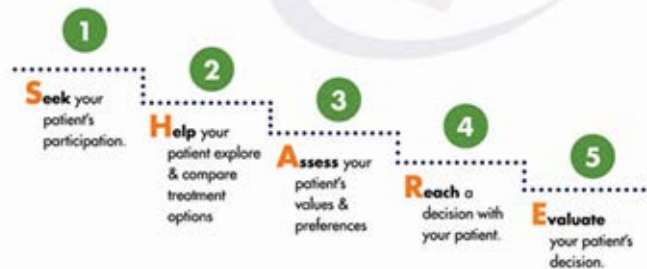 1
Seek your
patient's
participation.
2
Help your
patient explore
& compare
treatment
options
3
Assess your
patient's
values &
preferences
4
Reach a
decision with
your patient.
5
Evaluate
your patient's
decision.